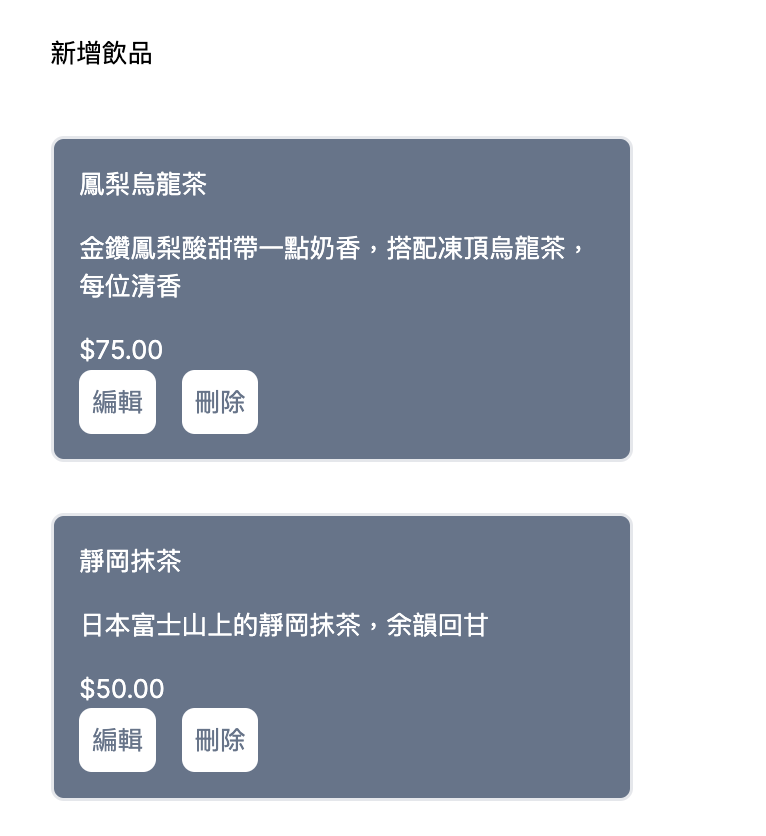 新增飲品
鳳梨烏龍茶
金鑽鳳梨酸甜帶一點奶香，搭配凍頂烏龍茶，
每位清香
$75.00
編輯 刪除
靜岡抹茶
日本富士山上的靜岡抹茶，余韻回甘
$50.00
編輯 刪除